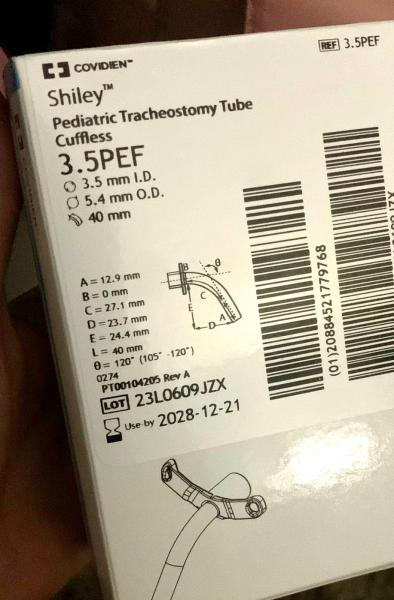 COVIDIEN™
REF 3.5PEF
Shiley™
Pediatric Tracheostomy Tube
Cuffless
3.5PEF
3.5 mm I.D.
5.4 mm O.D.
40 mm
A = 12.9 mm
B = 0 mm
C = 27.1 mm
D = 23.7 mm
E = 24.4 mm
L = 40 mm
θ = 120° (105° -120°)
0274
PT00104205 Rev A
LOT 23L0609JZX
Use-by 2028-12-21
B
θ
C
E
A
D
(01)20884521779768